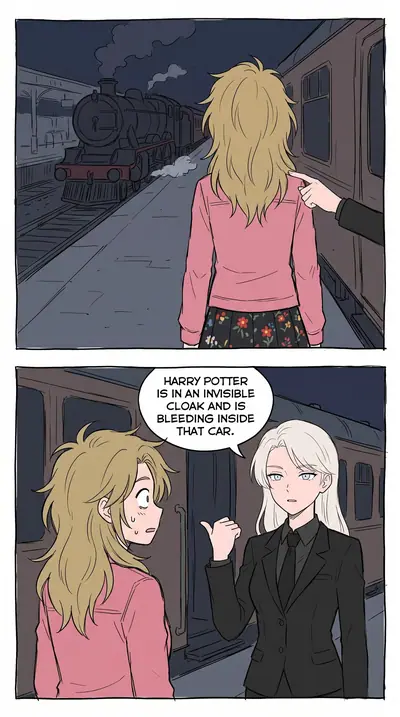 HARRY POTTER
IS IN AN INVISIBLE
CLOAK AND IS
BLEEDING INSIDE
THAT CAR.